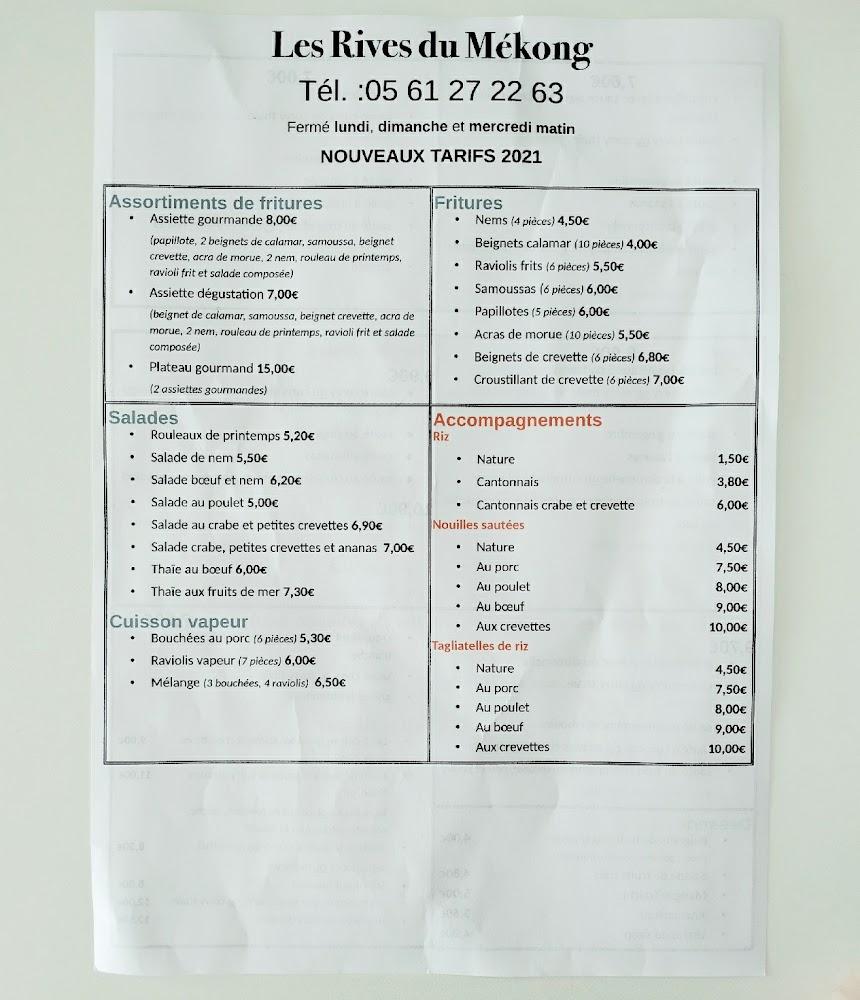 Les Rives du Mékong
Tél. :05 61 27 22 63
Fermé lundi, dimanche et mercredi matin
NOUVEAUX TARIFS 2021
Assortiments de fritures
• Assiette gourmande 8,00€
(papillote, 2 beignets de calamar, samoussa, beignet
crevette, acra de morue, 2 nem, rouleau de printemps,
ravioli frit et salade composée)
• Assiette dégustation 7,00€
(beignet de calamar, samoussa, beignet crevette, acra de
morue, 2 nem, rouleau de printemps, ravioli frit et salade
composée)
• Plateau gourmand 15,00€
(2 assiettes gourmandes)
Fritures
• Nems (4 pièces) 4,50€
• Beignets calamar (10 pièces) 4,00€
• Raviolis frits (6 pièces) 5,50€
• Samoussas (6 pièces) 6,00€
• Papillotes (5 pièces) 6,00€
• Acras de morue (10 pièces) 5,50€
• Beignets de crevette (6 pièces) 6,80€
• Croustillant de crevette (6 pièces) 7,00€
Salades
• Rouleaux de printemps 5,20€
• Salade de nem 5,50€
• Salade bœuf et nem 6,20€
• Salade au poulet 5,00€
• Salade au crabe et petites crevettes 6,90€
• Salade crabe, petites crevettes et ananas 7,00€
• Thaïe au bœuf 6,00€
• Thaïe aux fruits de mer 7,30€
Cuisson vapeur
• Bouchées au porc (6 pièces) 5,30€
• Raviolis vapeur (7 pièces) 6,00€
• Mélange (3 bouchées, 4 raviolis) 6,50€
Accompagnements
Riz
• Nature 1,50€
• Cantonnais 3,80€
• Cantonnais crabe et crevette 6,00€
Nouilles sautées
• Nature 4,50€
• Au porc 7,50€
• Au poulet 8,00€
• Au bœuf 9,00€
• Aux crevettes 10,00€
Tagliatelles de riz
• Nature 4,50€
• Au porc 7,50€
• Au poulet 8,00€
• Au bœuf 9,00€
• Aux crevettes 10,00€